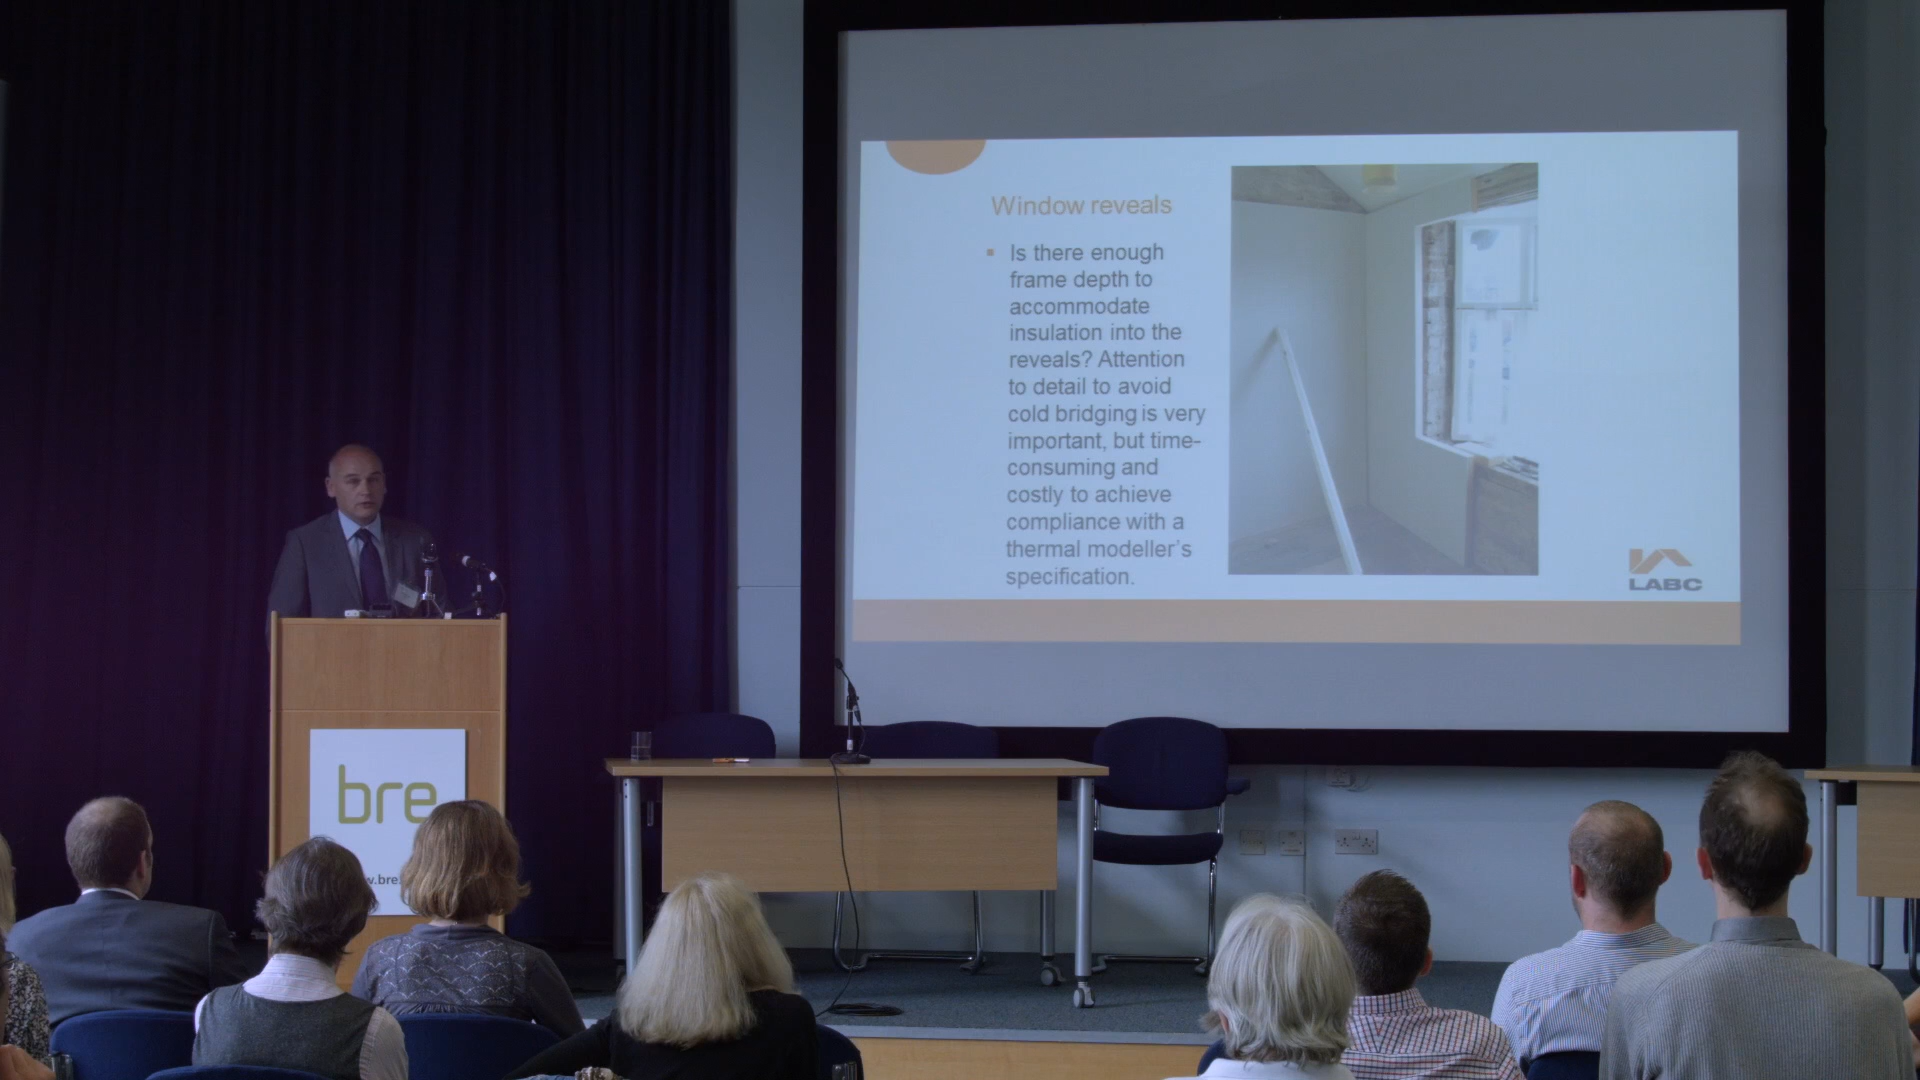 Window reveals
▪ Is there enough
frame depth to
accommodate
insulation into the
reveals? Attention
to detail to avoid
cold bridging is very
important, but time-
consuming and
costly to achieve
compliance with a
thermal modeller's
specification.
LABC
bre
w.bre